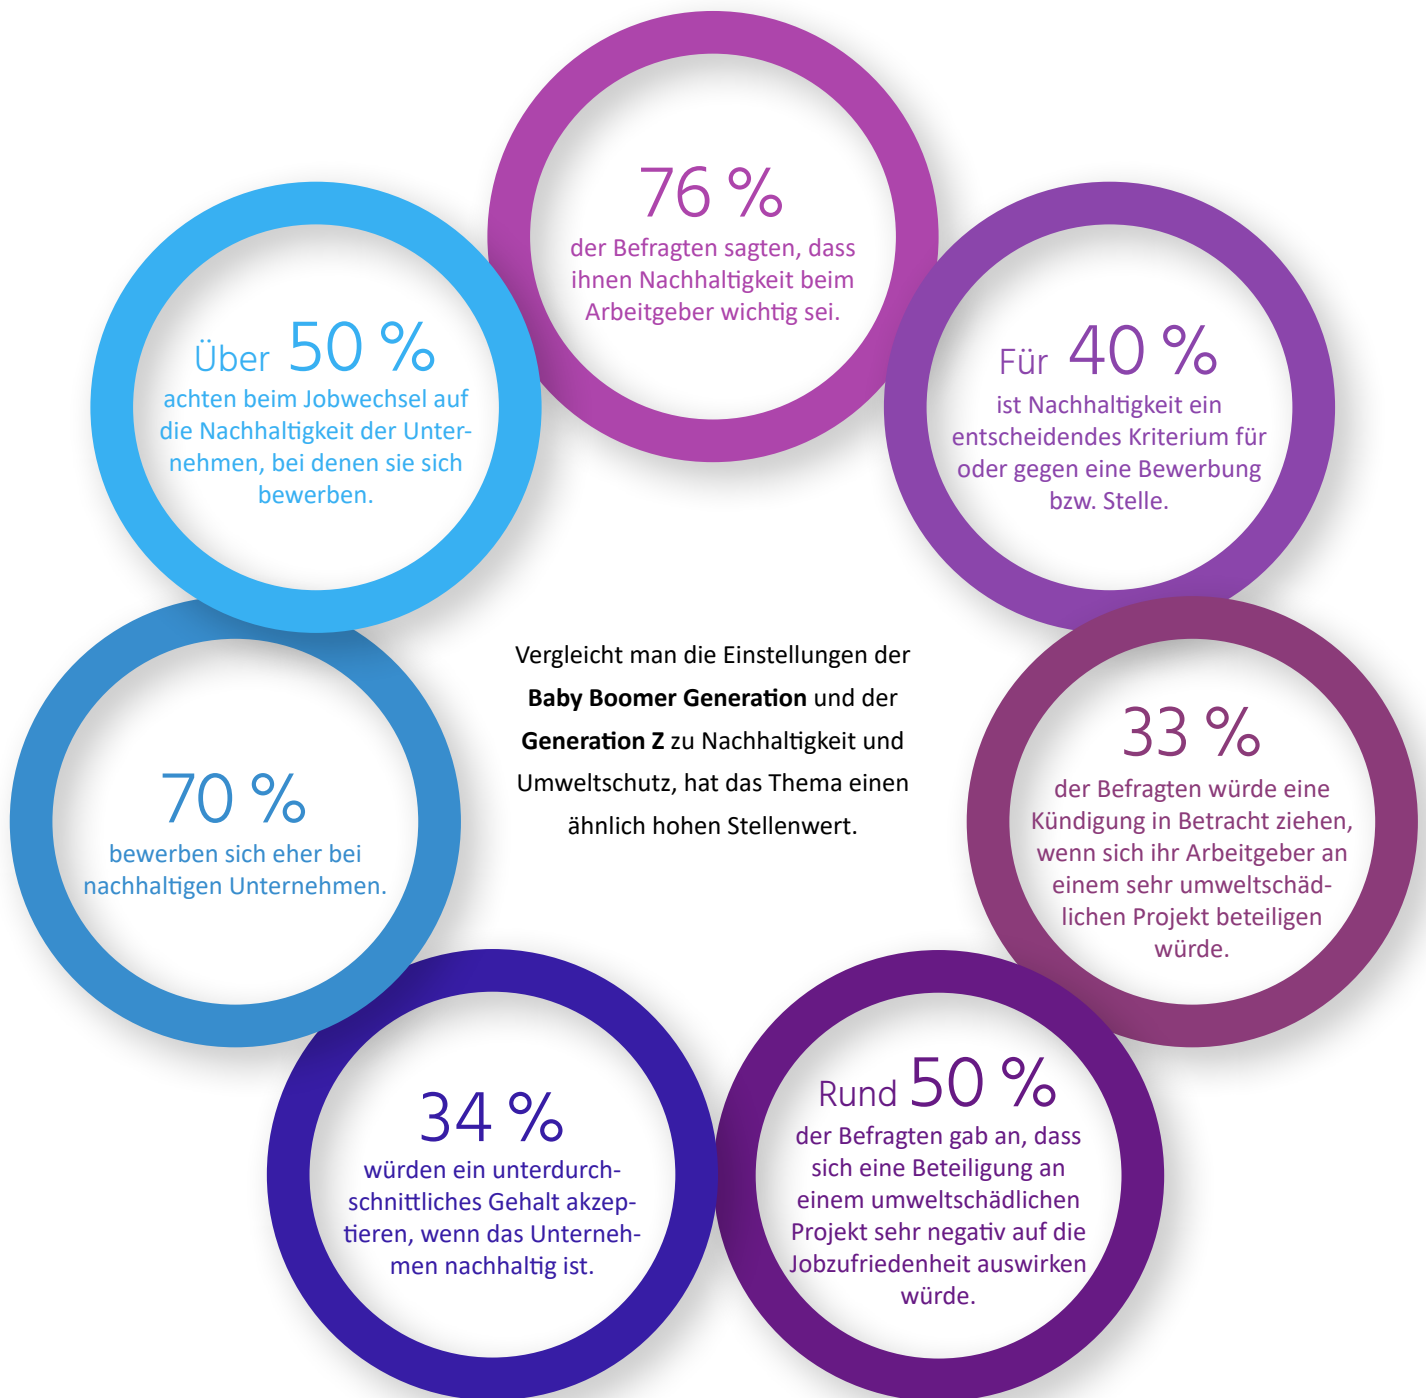 76 %
der Befragten sagten, dass
ihnen Nachhaltigkeit beim
Arbeitgeber wichtig sei.
Für 40 %
ist Nachhaltigkeit ein
entscheidendes Kriterium für
oder gegen eine Bewerbung
bzw. Stelle.
33 %
der Befragten würde eine
Kündigung in Betracht ziehen,
wenn sich ihr Arbeitgeber an
einem sehr umweltschäd-
lichen Projekt beteiligen
würde.
Rund 50 %
der Befragten gab an, dass
sich eine Beteiligung an
einem umweltschädlichen
Projekt sehr negativ auf die
Jobzufriedenheit auswirken
würde.
34 %
würden ein unterdurch-
schnittliches Gehalt akzep-
tieren, wenn das Unterneh-
men nachhaltig ist.
70 %
bewerben sich eher bei
nachhaltigen Unternehmen.
Über 50 %
achten beim Jobwechsel auf
die Nachhaltigkeit der Unter-
nehmen, bei denen sie sich
bewerben.
Vergleicht man die Einstellungen der
Baby Boomer Generation und der
Generation Z zu Nachhaltigkeit und
Umweltschutz, hat das Thema einen
ähnlich hohen Stellenwert.